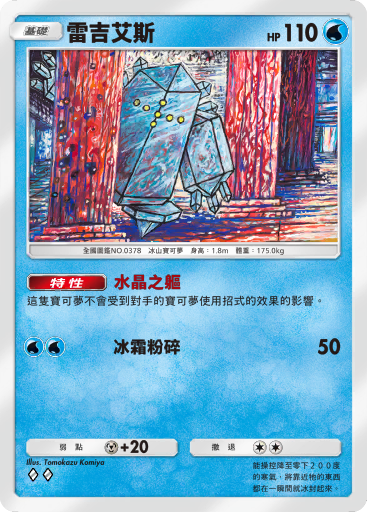 基礎 雷吉艾斯 HP 110
全國圖鑑NO.0378 冰山寶可夢 身高：1.8m 體重：175.0kg
特性 水晶之軀
這隻寶可夢不會受到對手的寶可夢使用招式的效果的影響。
冰霜粉碎 50
弱點 +20 撤退
Illus. Tomokazu Komiya
能操控降至零下２００度
的寒氣，將靠近牠的東西
都在一瞬間就冰封起來。